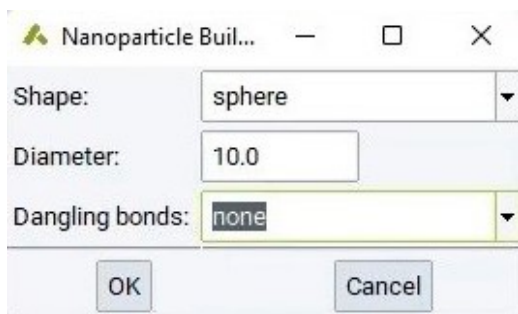 Nanoparticle Buil...
Shape: sphere
Diameter: 10.0
Dangling bonds: none
OK Cancel